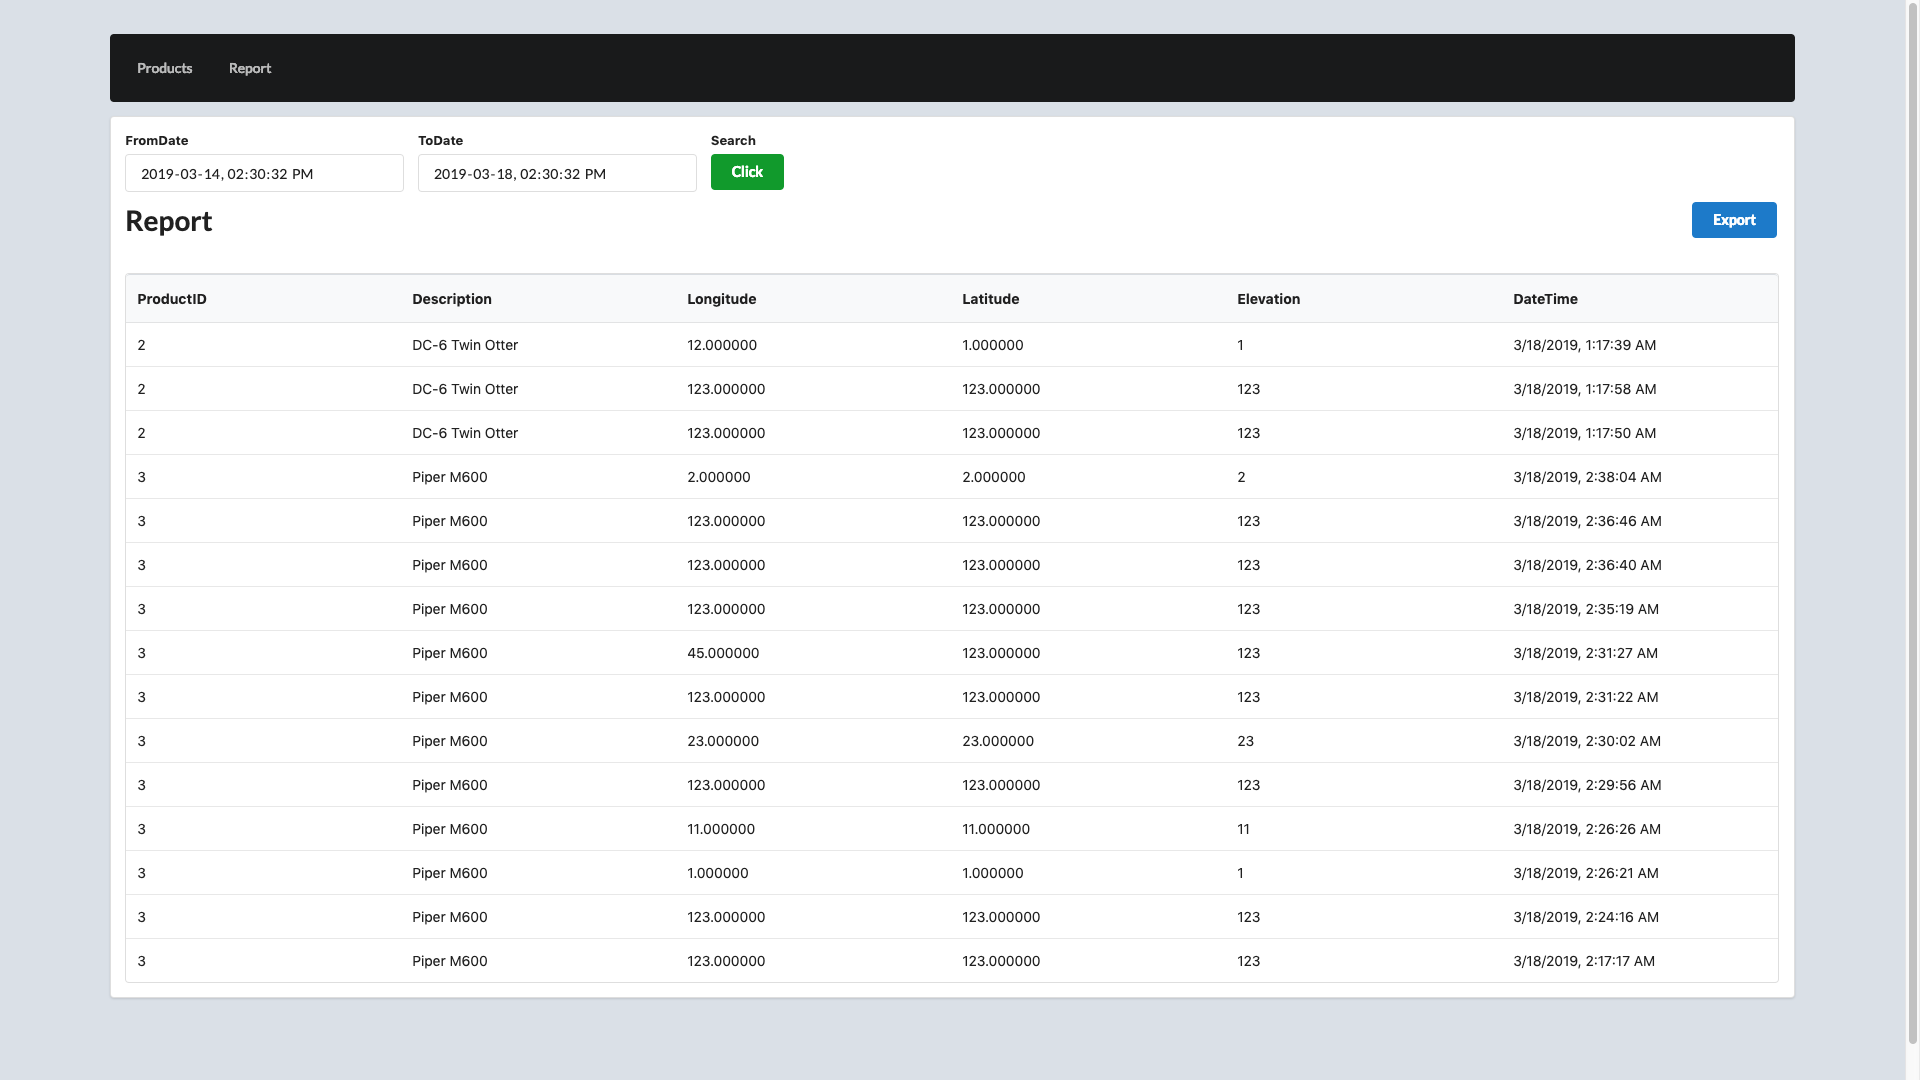 Products Report
FromDate ToDate Search
2019-03-14, 02:30:32 PM 2019-03-18, 02:30:32 PM Click
Report Export
ProductID Description Longitude Latitude Elevation DateTime
2 DC-6 Twin Otter 12.000000 1.000000 1 3/18/2019, 1:17:39 AM
2 DC-6 Twin Otter 123.000000 123.000000 123 3/18/2019, 1:17:58 AM
2 DC-6 Twin Otter 123.000000 123.000000 123 3/18/2019, 1:17:50 AM
3 Piper M600 2.000000 2.000000 2 3/18/2019, 2:38:04 AM
3 Piper M600 123.000000 123.000000 123 3/18/2019, 2:36:46 AM
3 Piper M600 123.000000 123.000000 123 3/18/2019, 2:36:40 AM
3 Piper M600 123.000000 123.000000 123 3/18/2019, 2:35:19 AM
3 Piper M600 45.000000 123.000000 123 3/18/2019, 2:31:27 AM
3 Piper M600 123.000000 123.000000 123 3/18/2019, 2:31:22 AM
3 Piper M600 23.000000 23.000000 23 3/18/2019, 2:30:02 AM
3 Piper M600 123.000000 123.000000 123 3/18/2019, 2:29:56 AM
3 Piper M600 11.000000 11.000000 11 3/18/2019, 2:26:26 AM
3 Piper M600 1.000000 1.000000 1 3/18/2019, 2:26:21 AM
3 Piper M600 123.000000 123.000000 123 3/18/2019, 2:24:16 AM
3 Piper M600 123.000000 123.000000 123 3/18/2019, 2:17:17 AM